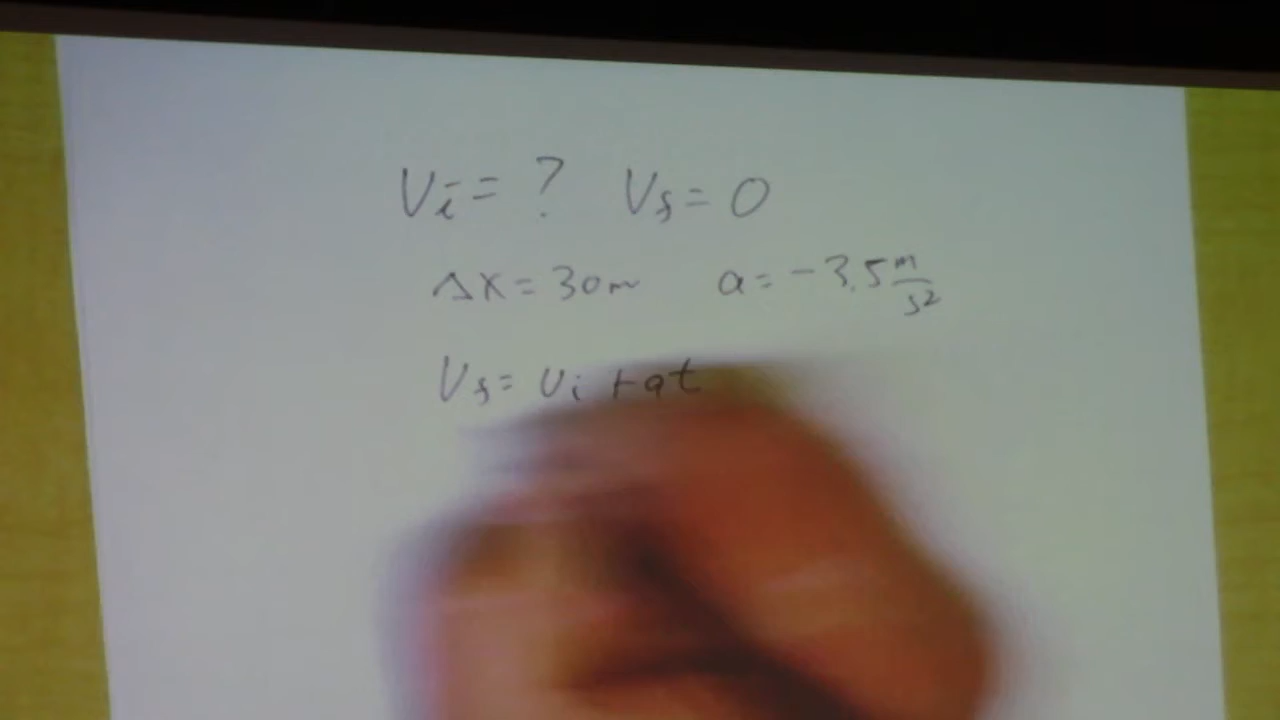 Vi = ? Vf = 0
Δx = 30m a = -3.5 m/s²
Vf = Vi + at